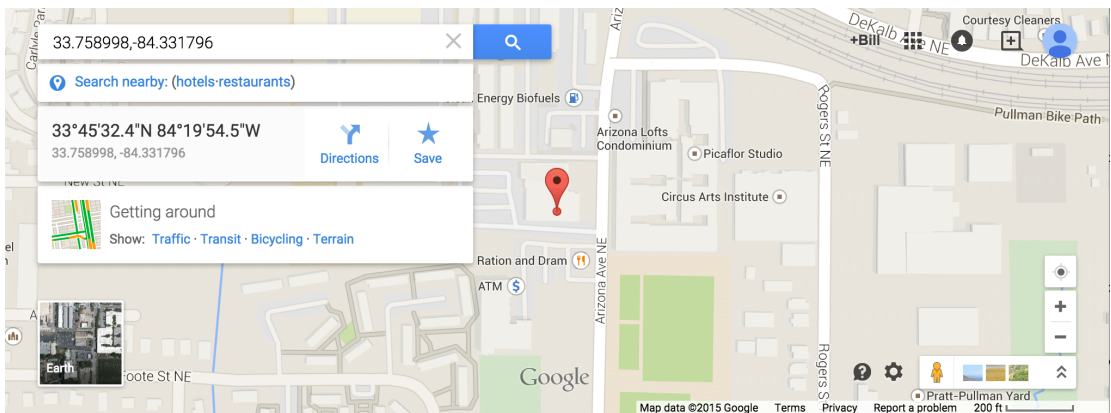 33.758998,-84.331796
Search nearby: (hotels·restaurants)
33°45'32.4"N 84°19'54.5"W
33.758998, -84.331796
Directions
Save
Getting around
Show: Traffic · Transit · Bicycling · Terrain
Earth
+Bill
Courtesy Cleaners
DeKalb Ave NE
DeKalb Ave N
Pullman Bike Path
Energy Biofuels
Ariz
Arizona Lofts
Condominium
Picaflor Studio
Circus Arts Institute
Rogers St NE
New St NE
Ration and Dram
ATM
Arizona Ave NE
Rogers S
oote St NE
Google
Pratt-Pullman Yard
Map data ©2015 Google Terms Privacy Report a problem 200 ft